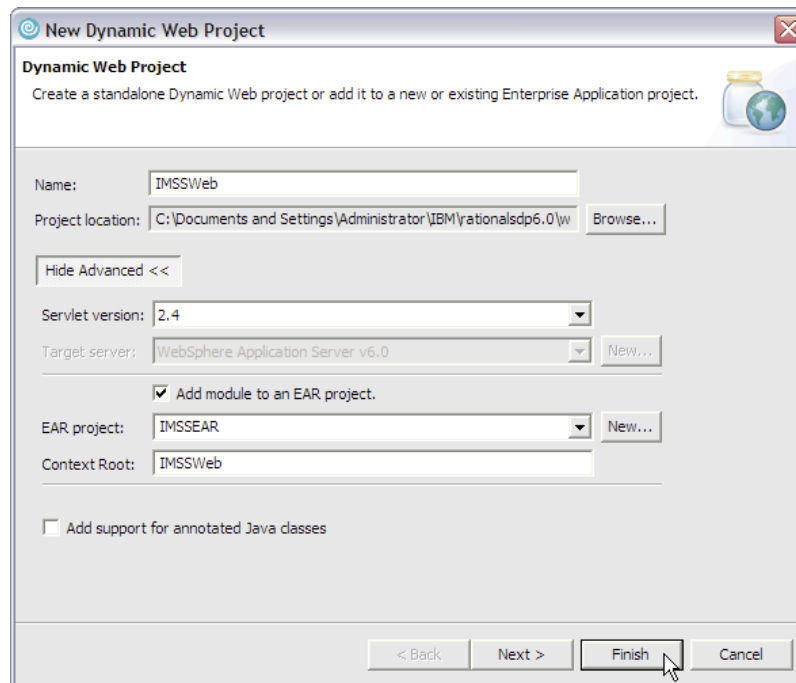 New Dynamic Web Project
Dynamic Web Project
Create a standalone Dynamic Web project or add it to a new or existing Enterprise Application project.
Name: IMSSWeb
Project location: C:\Documents and Settings\Administrator\IBM\rationalsdp6.0\w Browse...
Hide Advanced <<
Servlet version: 2.4
Target server: WebSphere Application Server v6.0 New...
Add module to an EAR project.
EAR project: IMSSEAR New...
Context Root: IMSSWeb
Add support for annotated Java classes
< Back Next > Finish Cancel